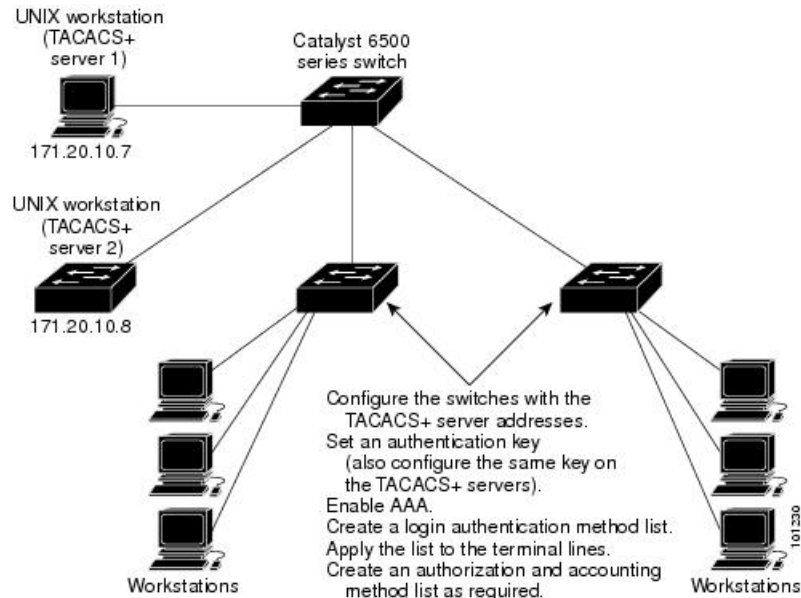 UNIX workstation
(TACACS+
server 1)
Catalyst 6500
series switch
171.20.10.7
UNIX workstation
(TACACS+
server 2)
171.20.10.8
Configure the switches with the
TACACS+ server addresses.
Set an authentication key
(also configure the same key on
the TACACS+ servers).
Enable AAA.
Create a login authentication method list.
Apply the list to the terminal lines.
Create an authorization and accounting
method list as required.
Workstations
Workstations
101230